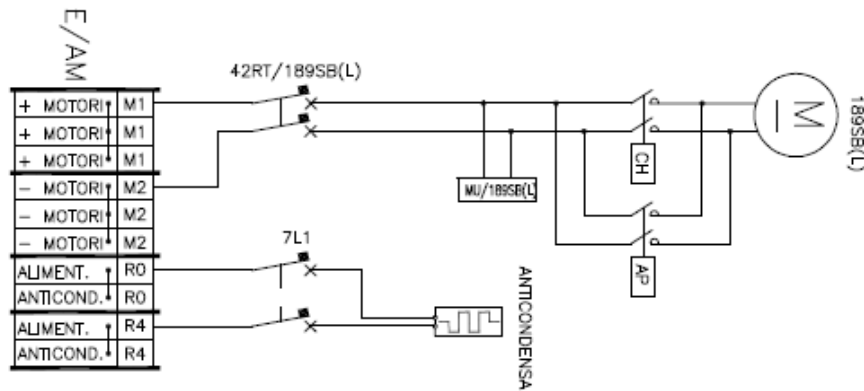 E/AM
+ MOTORI M1
+ MOTORI M1
+ MOTORI M1
- MOTORI M2
- MOTORI M2
- MOTORI M2
ALIMENT. R0
ANTICOND. R0
ALIMENT. R4
ANTICOND. R4
42RT/189SB(L)
7L1
MU/189SB(L)
ANTICONDENSA
CH
AP
M
189SB(L)